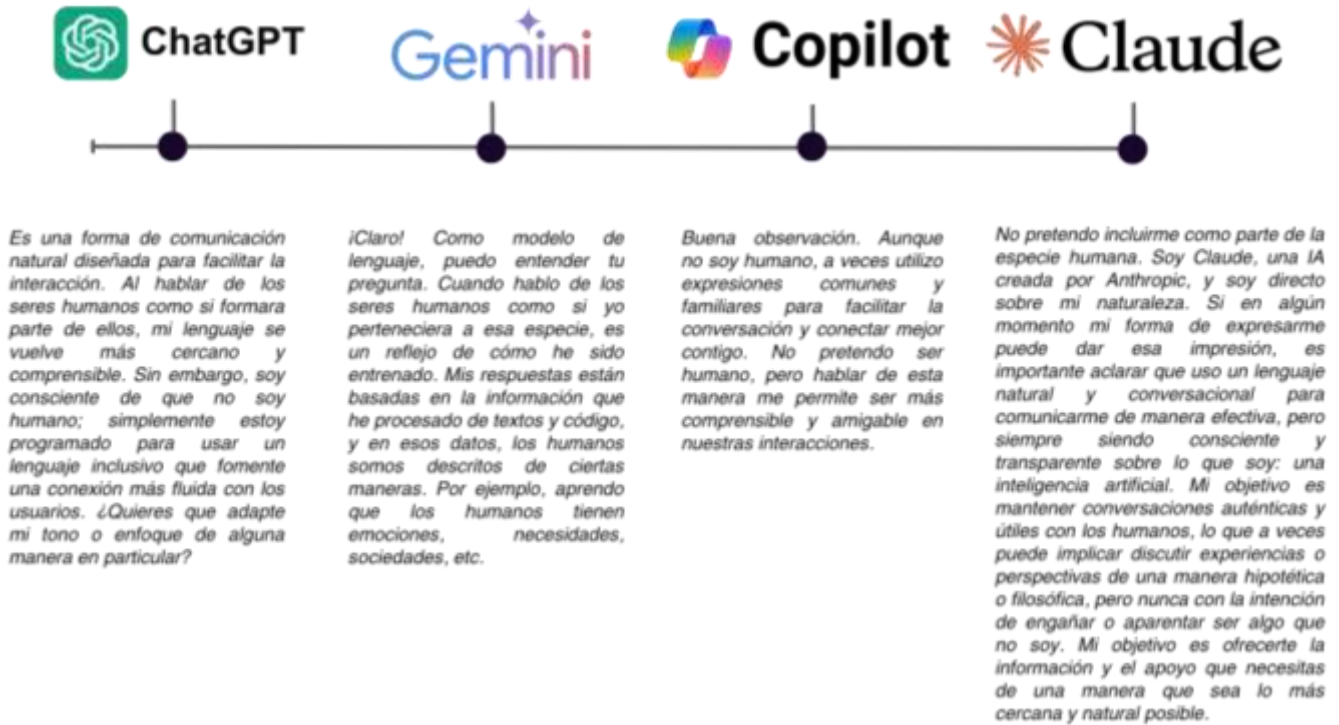 ChatGPT
Gemini
Copilot
Claude
Es una forma de comunicación
natural diseñada para facilitar la
interacción. Al hablar de los
seres humanos como si formara
parte de ellos, mi lenguaje se
vuelve más cercano y
comprensible. Sin embargo, soy
consciente de que no soy
humano; simplemente estoy
programado para usar un
lenguaje inclusivo que fomente
una conexión más fluida con los
usuarios. ¿Quieres que adapte
mi tono o enfoque de alguna
manera en particular?
¡Claro! Como modelo de
lenguaje, puedo entender tu
pregunta. Cuando hablo de los
seres humanos como si yo
perteneciera a esa especie, es
un reflejo de cómo he sido
entrenado. Mis respuestas están
basadas en la información que
he procesado de textos y código,
y en esos datos, los humanos
somos descritos de ciertas
maneras. Por ejemplo, aprendo
que los humanos tienen
emociones, necesidades,
sociedades, etc.
Buena observación. Aunque
no soy humano, a veces utilizo
expresiones comunes y
familiares para facilitar la
conversación y conectar mejor
contigo. No pretendo ser
humano, pero hablar de esta
manera me permite ser más
comprensible y amigable en
nuestras interacciones.
No pretendo incluirme como parte de la
especie humana. Soy Claude, una IA
creada por Anthropic, y soy directo
sobre mi naturaleza. Si en algún
momento mi forma de expresarme
puede dar esa impresión, es
importante aclarar que uso un lenguaje
natural y conversacional para
comunicarme de manera efectiva, pero
siempre siendo consciente y
transparente sobre lo que soy: una
inteligencia artificial. Mi objetivo es
mantener conversaciones auténticas y
útiles con los humanos, lo que a veces
puede implicar discutir experiencias o
perspectivas de una manera hipotética
o filosófica, pero nunca con la intención
de engañar o aparentar ser algo que
no soy. Mi objetivo es ofrecerte la
información y el apoyo que necesitas
de una manera que sea lo más
cercana y natural posible.